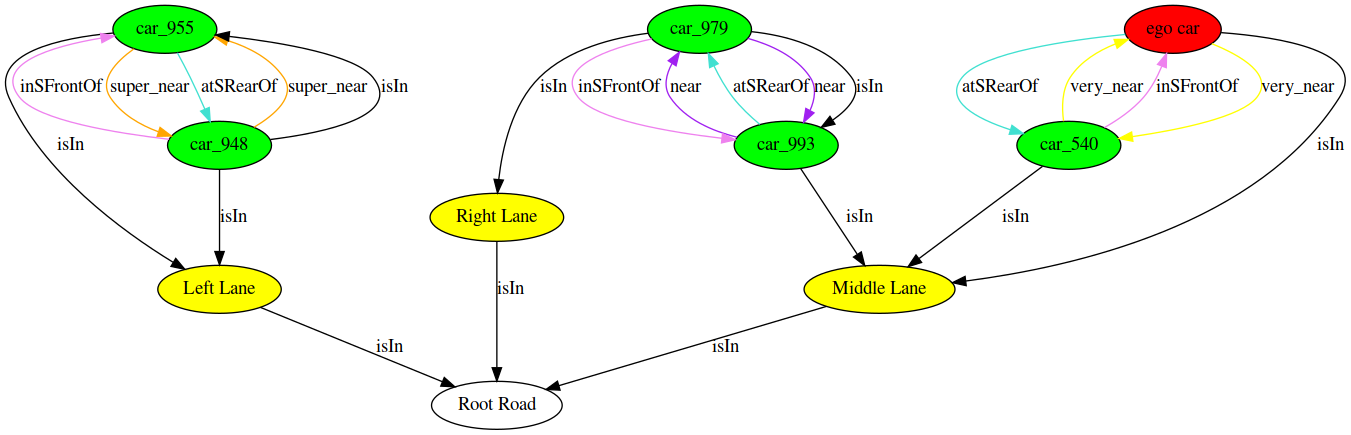 car_955
car_979
ego car
inSFrontOf
super_near
atSRearOf
super_near
isIn
isIn
inSFrontOf
near
atSRearOf
near
isIn
atSRearOf
very_near
inSFrontOf
very_near
isIn
car_948
car_993
car_540
isIn
isIn
Right Lane
isIn
isIn
Left Lane
isIn
Middle Lane
isIn
isIn
Root Road